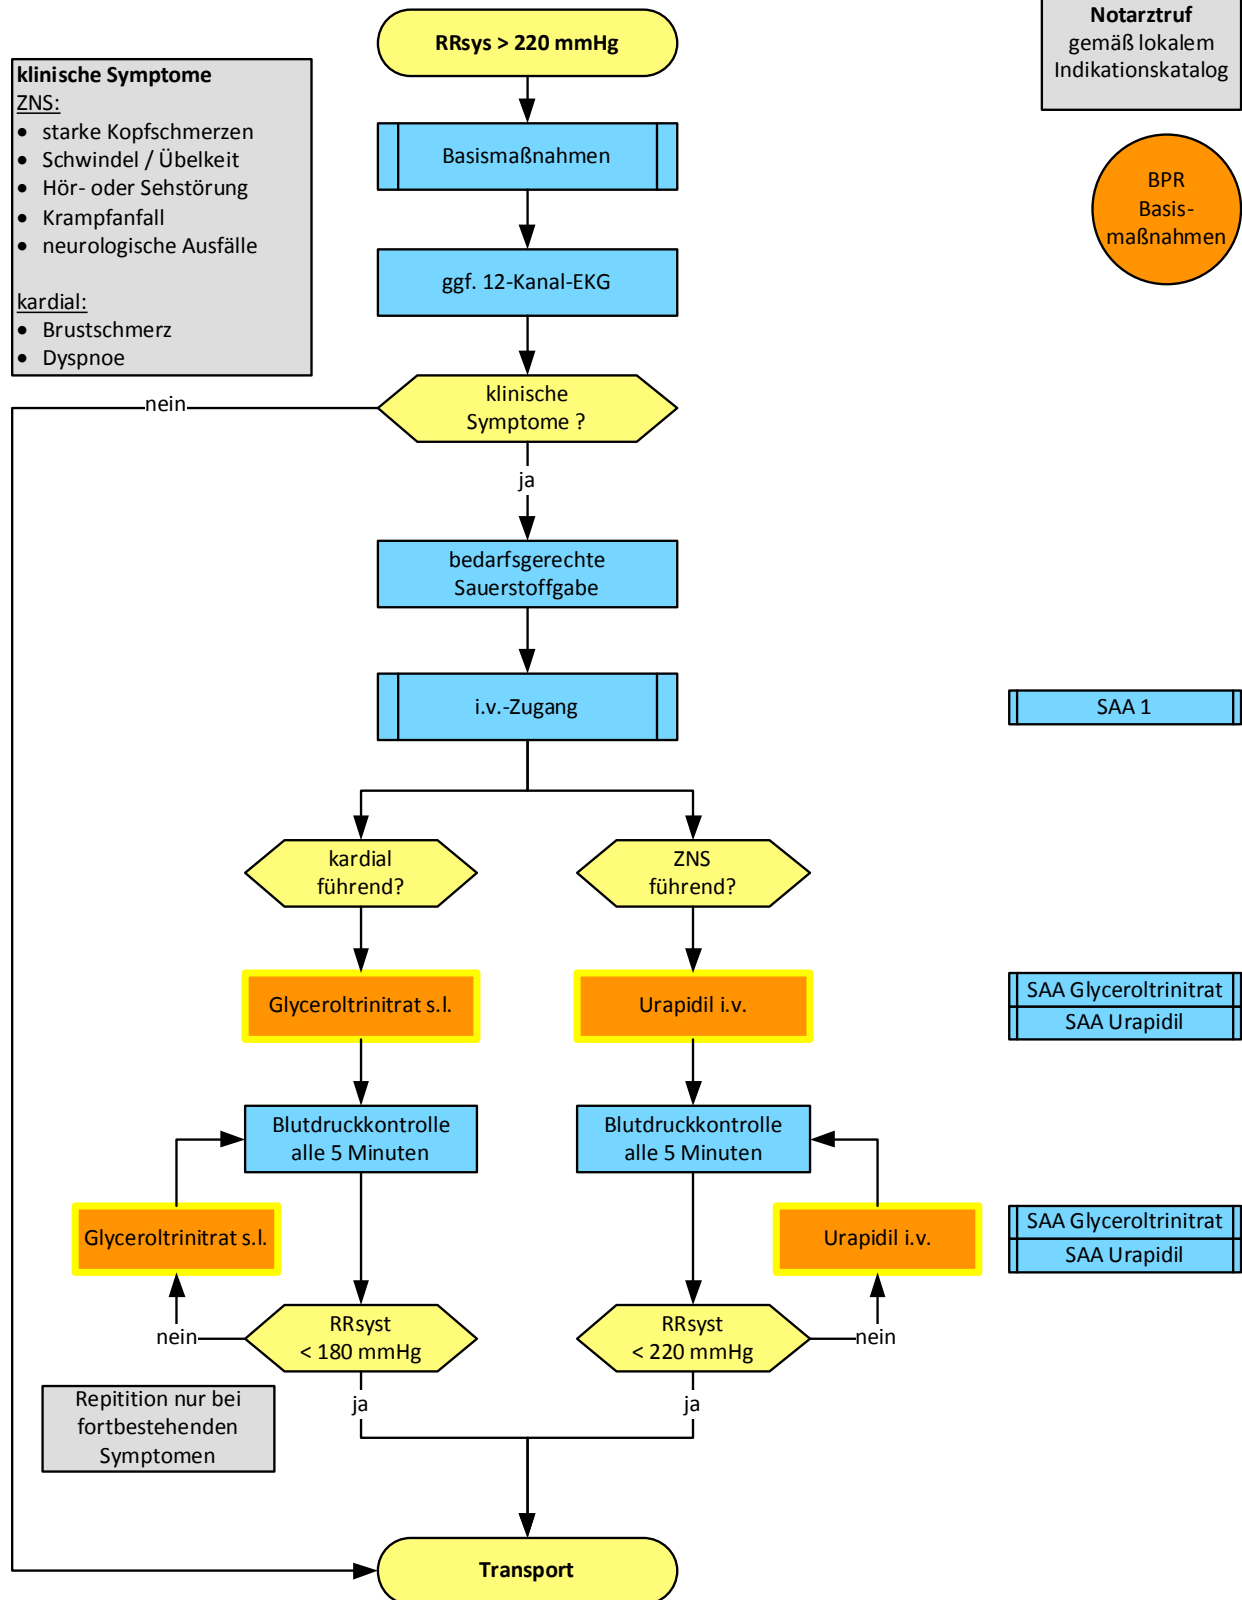 RRsys > 220 mmHg
Notarztruf
gemäß lokalem
Indikationskatalog
klinische Symptome
ZNS:
• starke Kopfschmerzen
• Schwindel / Übelkeit
• Hör- oder Sehstörung
• Krampfanfall
• neurologische Ausfälle
kardial:
• Brustschmerz
• Dyspnoe
Basismaßnahmen
BPR
Basis-
maßnahmen
ggf. 12-Kanal-EKG
klinische
Symptome ?
nein
ja
bedarfsgerechte
Sauerstoffgabe
i.v.-Zugang
SAA 1
kardial
führend?
ZNS
führend?
Glyceroltrinitrat s.l.
Urapidil i.v.
SAA Glyceroltrinitrat
SAA Urapidil
Blutdruckkontrolle
alle 5 Minuten
Blutdruckkontrolle
alle 5 Minuten
Glyceroltrinitrat s.l.
Urapidil i.v.
SAA Glyceroltrinitrat
SAA Urapidil
nein
RRsyst
< 180 mmHg
RRsyst
< 220 mmHg
nein
ja
ja
Repitition nur bei
fortbestehenden
Symptomen
Transport